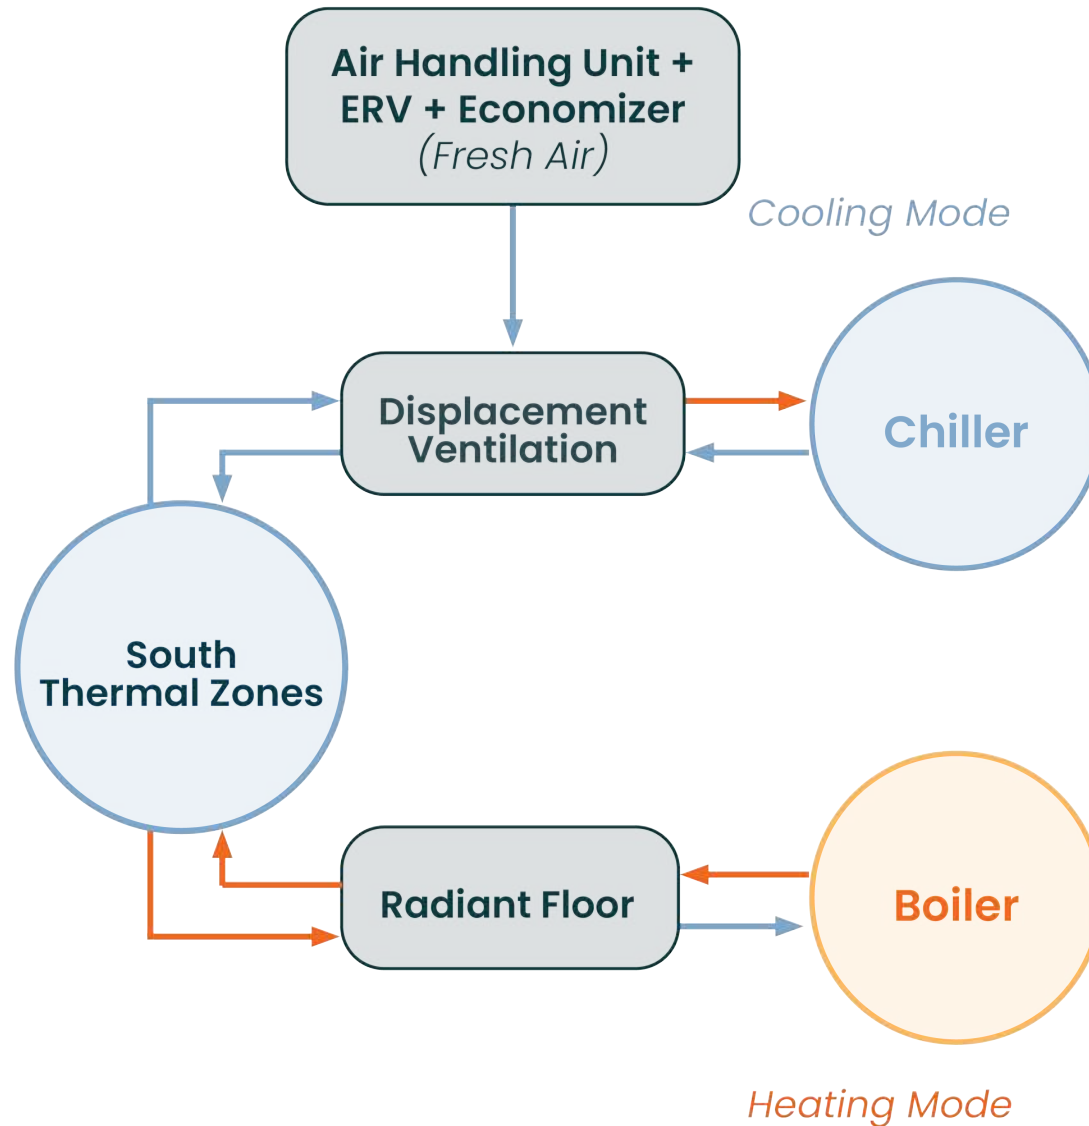 Air Handling Unit +
ERV + Economizer
(Fresh Air)
Cooling Mode
Displacement
Ventilation
Chiller
South
Thermal Zones
Radiant Floor
Boiler
Heating Mode